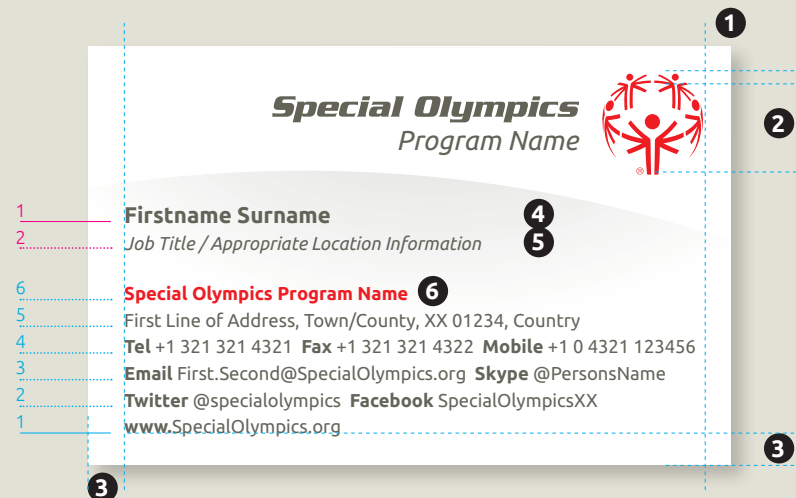 1
Special Olympics
Program Name
®
2
1 Firstname Surname 4
2 Job Title / Appropriate Location Information 5
6 Special Olympics Program Name 6
5 First Line of Address, Town/County, XX 01234, Country
4 Tel +1 321 321 4321 Fax +1 321 321 4322 Mobile +1 0 4321 123456
3 Email First.Second@SpecialOlympics.org Skype @PersonsName
2 Twitter @specialolympics Facebook SpecialOlympicsXX
1 www.SpecialOlympics.org
3
3